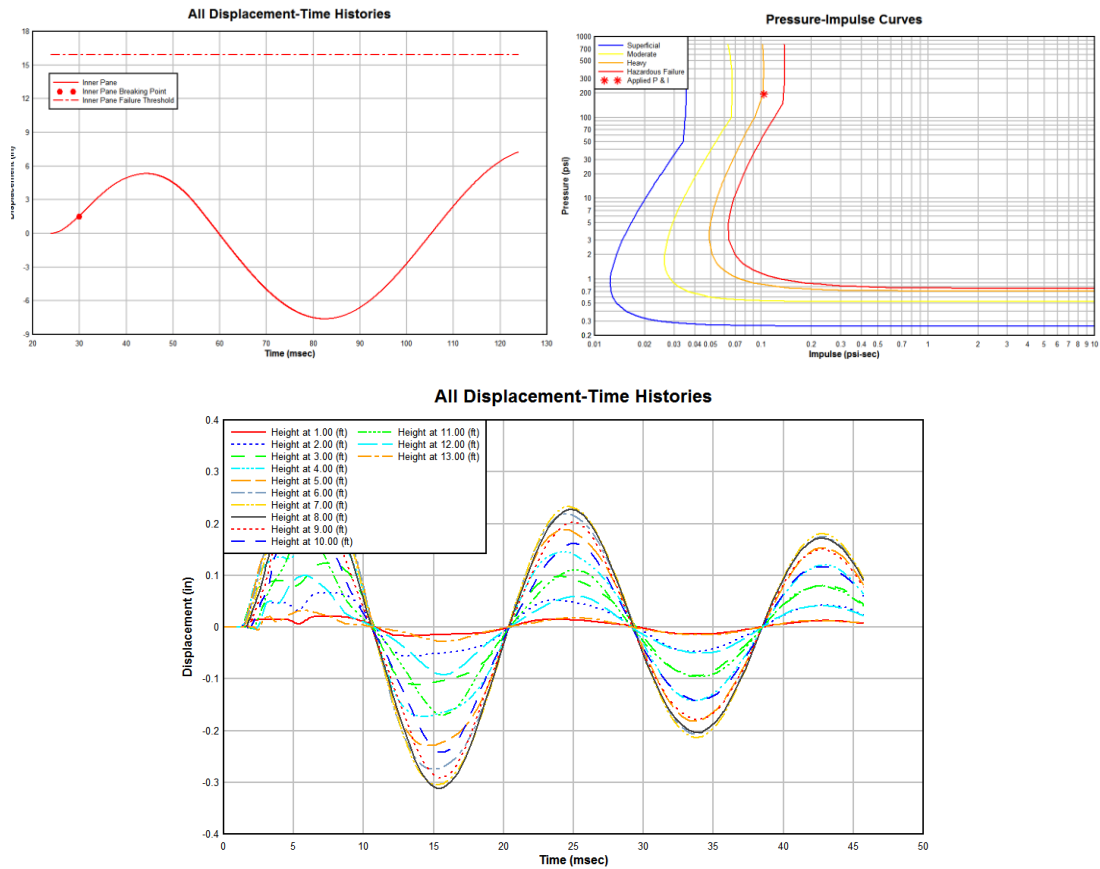 All Displacement-Time Histories
18
15
12
6
3
0
-3
-6
-9
Inner Pane
Inner Pane Breaking Point
Inner Pane Failure Threshold
20 30 40 50 60 70 80 90 100 110 120 130
Time (msec)
Pressure-Impulse Curves
Pressure (psi)
1000
700
500
300
200
100
70
50
30
20
10
7
5
3
2
1
0.7
0.5
0.3
0.2
Superficial
Moderate
Heavy
Hazardous Failure
Applied P & I
0.01 0.02 0.03 0.04 0.05 0.07 0.1 0.2 0.3 0.4 0.5 0.7 1 2 3 4 5 6 7 8 9 10
Impulse (psi-sec)
All Displacement-Time Histories
Displacement (in)
0.4
0.3
0.2
0.1
0
-0.1
-0.2
-0.3
-0.4
Height at 1.00 (ft)
Height at 2.00 (ft)
Height at 3.00 (ft)
Height at 4.00 (ft)
Height at 5.00 (ft)
Height at 6.00 (ft)
Height at 7.00 (ft)
Height at 8.00 (ft)
Height at 9.00 (ft)
Height at 10.00 (ft)
Height at 11.00 (ft)
Height at 12.00 (ft)
Height at 13.00 (ft)
0 5 10 15 20 25 30 35 40 45 50
Time (msec)